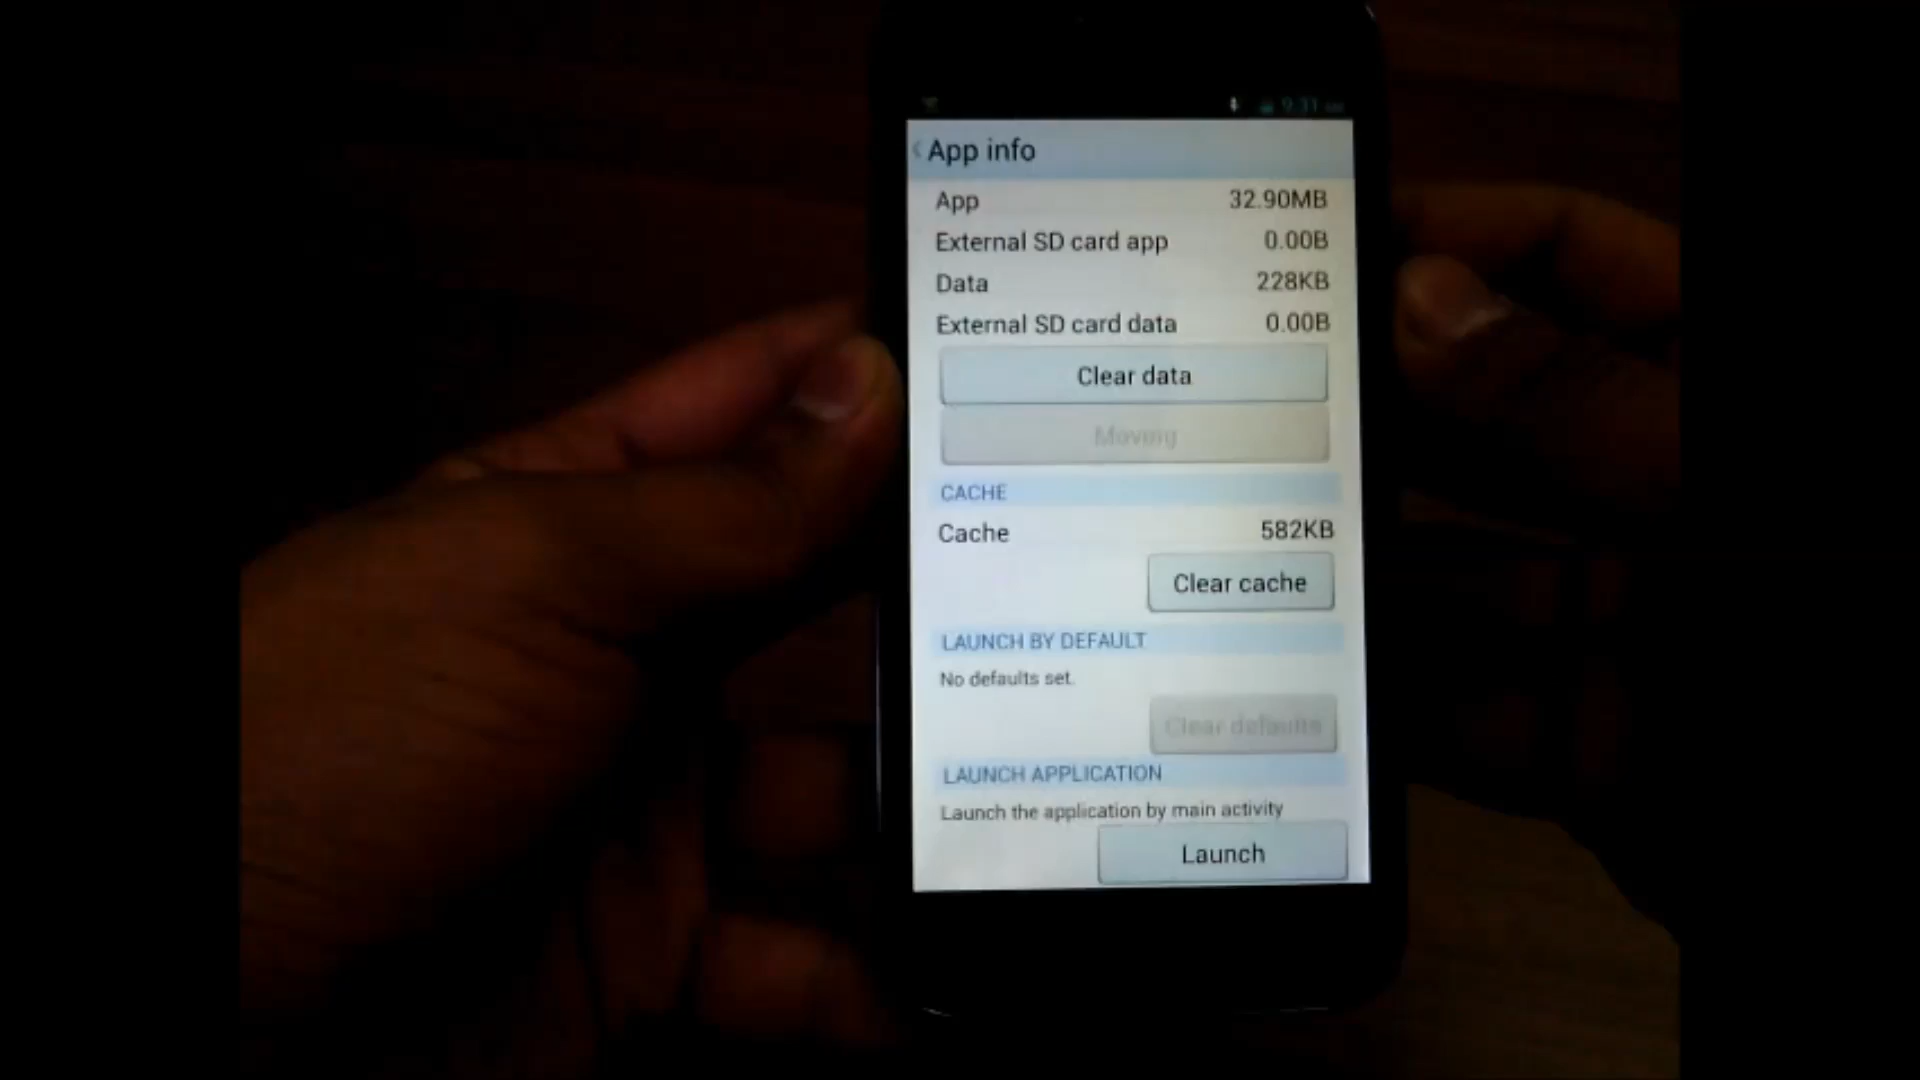 9:31
App info
App 32.90MB
External SD card app 0.00B
Data 228KB
External SD card data 0.00B
Clear data
Moving
CACHE
Cache 582KB
Clear cache
LAUNCH BY DEFAULT
No defaults set.
Clear defaults
LAUNCH APPLICATION
Launch the application by main activity
Launch